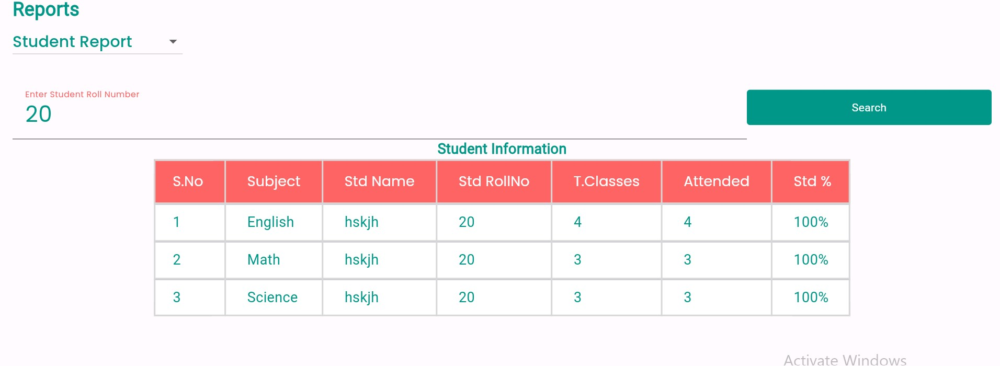 Reports
Student Report
Enter Student Roll Number
20
Search
Student Information
S.No Subject Std Name Std RollNo T.Classes Attended Std %
1 English hskjh 20 4 4 100%
2 Math hskjh 20 3 3 100%
3 Science hskjh 20 3 3 100%
Activate Windows